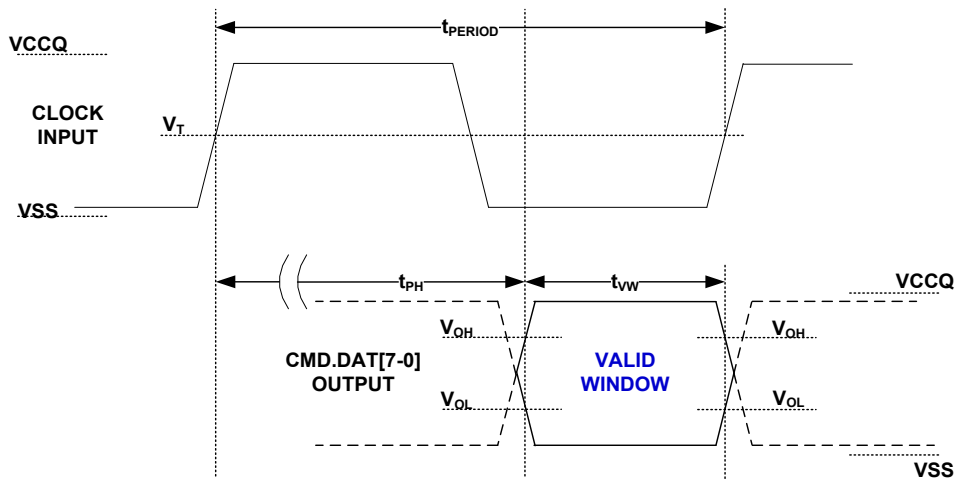 tPERIOD
VCCQ
CLOCK
INPUT
VT
VSS
tPH
tVW
VCCQ
VOH
VOH
CMD.DAT[7-0]
OUTPUT
VALID
WINDOW
VOL
VOL
VSS